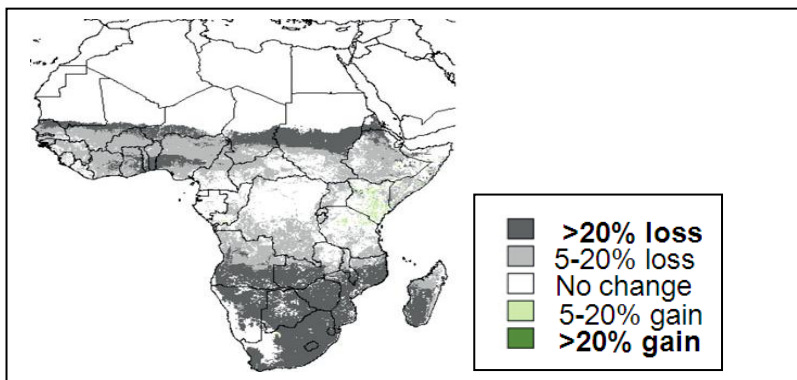 >20% loss
5-20% loss
No change
5-20% gain
>20% gain